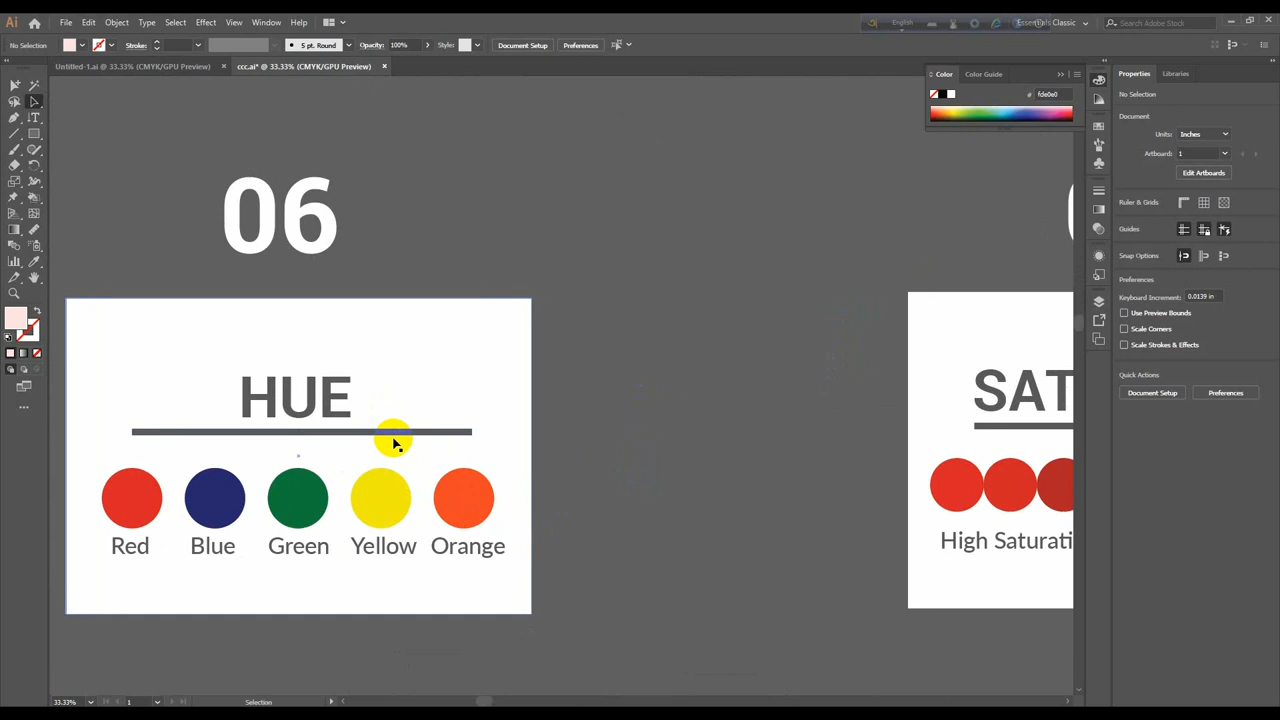 Ai File Edit Object Type Select Effect View Window Help English Essentials Classic Search Adobe Stock
No Selection Stroke: 5 pt. Round Opacity: 100% Style: Document Setup Preferences
Untitled-1.ai @ 33.33% (CMYK/GPU Preview) × ccc.ai* @ 33.33% (CMYK/GPU Preview) ×
Color Color Guide
# fde0e0
Properties Libraries
No Selection
Document
Units: Inches
Artboard: 1
Edit Artboards
Ruler & Grids
Guides
Snap Options
Preferences
Keyboard Increment: 0.0139 in
Use Preview Bounds
Scale Corners
Scale Strokes & Effects
Quick Actions
Document Setup Preferences
06
HUE
Red Blue Green Yellow Orange
SAT
High Saturati
33.33% 1 Selection